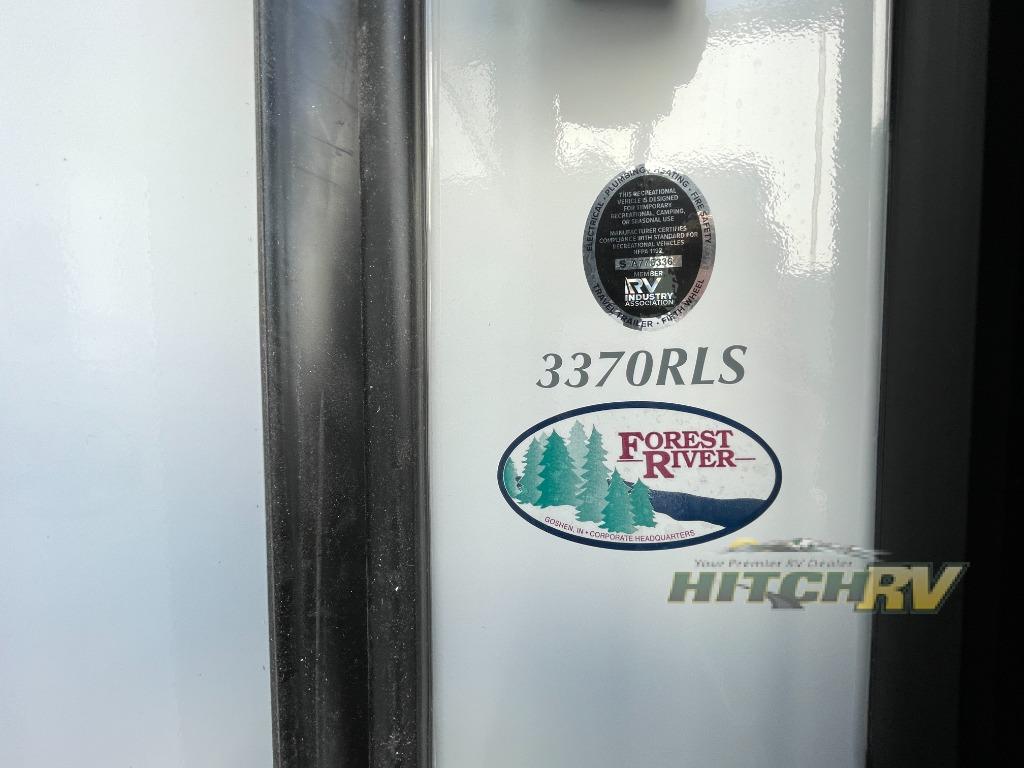 ELECTRICAL • PLUMBING • HEATING • FIRE SAFETY
THIS RECREATIONAL
VEHICLE IS DESIGNED
FOR TEMPORARY
RECREATIONAL, CAMPING,
OR SEASONAL USE
MANUFACTURER CERTIFIES
COMPLIANCE WITH STANDARD FOR
RECREATIONAL VEHICLES
NFPA 1192
MEMBER
RV
INDUSTRY
ASSOCIATION
TRAVEL TRAILER • FIFTH WHEEL
3370RLS
FOREST
RIVER
GOSHEN, IN • CORPORATE HEADQUARTERS
Your Premier RV Dealer
HITCHRV